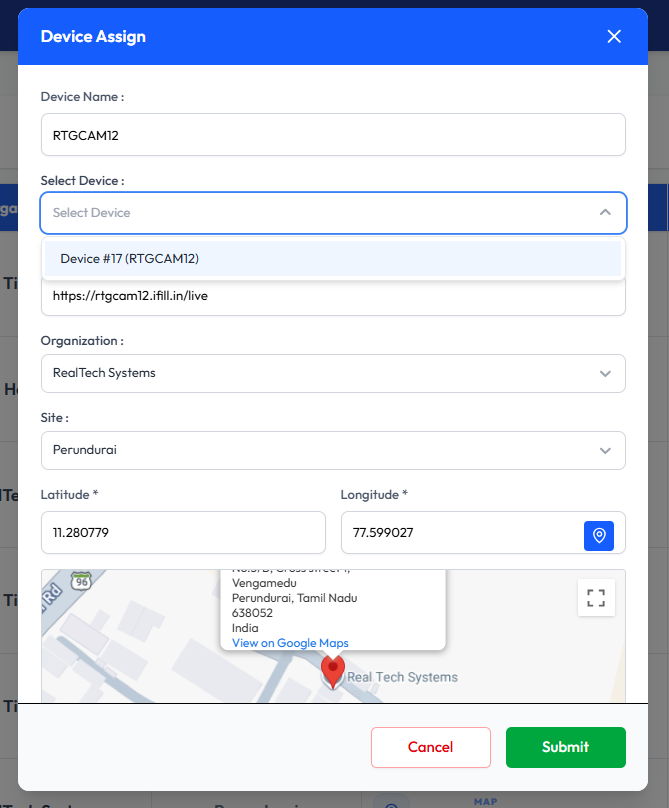 Device Assign
Device Name :
RTGCAM12
Select Device :
Select Device
Device #17 (RTGCAM12)
https://rtgcam12.ifill.in/live
Organization :
RealTech Systems
Site :
Perundurai
Latitude *
Longitude *
11.280779
77.599027
96
Rd
Vengamedu
Perundurai, Tamil Nadu
638052
India
View on Google Maps
Real Tech Systems
Cancel
Submit
MAP